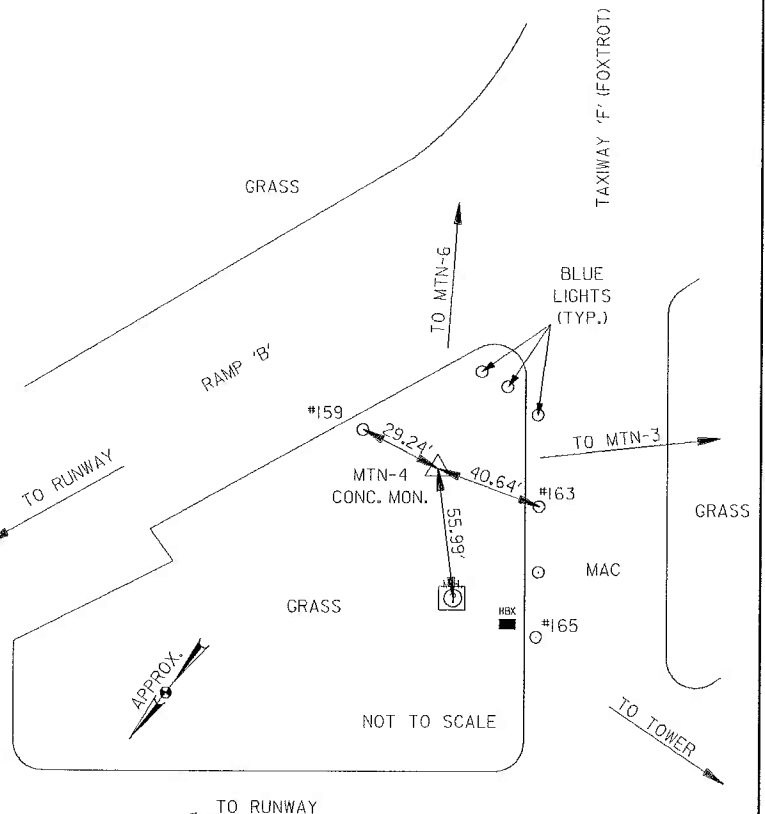 TAXIWAY 'F' (FOXTROT)
GRASS
TO MTN-6
BLUE
LIGHTS
(TYP.)
RAMP 'B'
#159
29.24'
TO MTN-3
TO RUNWAY
MTN-4
CONC. MON.
40.64'
#163
GRASS
55.99'
MAC
GRASS
HBX
#165
APPROX.
NOT TO SCALE
TO TOWER
TO RUNWAY